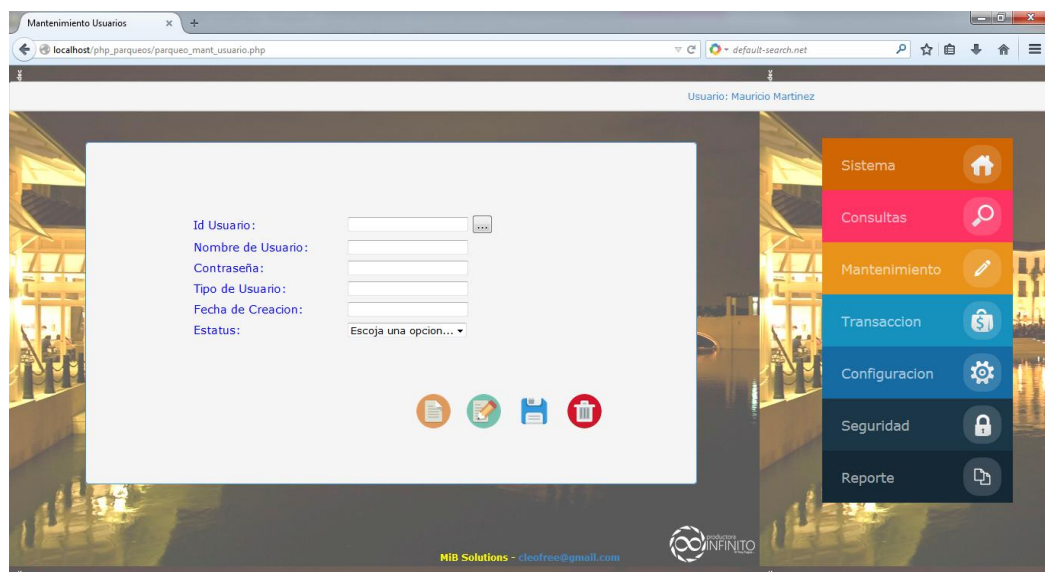 Mantenimiento Usuarios
localhost/php_parqueos/parqueo_mant_usuario.php
default-search.net
Usuario: Mauricio Martinez
Id Usuario:
...
Nombre de Usuario:
Contraseña:
Tipo de Usuario:
Fecha de Creacion:
Estatus:
Escoja una opcion...
Sistema
Consultas
Mantenimiento
Transaccion
Configuracion
Seguridad
Reporte
productora
INFINITO
MiB Solutions - cleofree@gmail.com